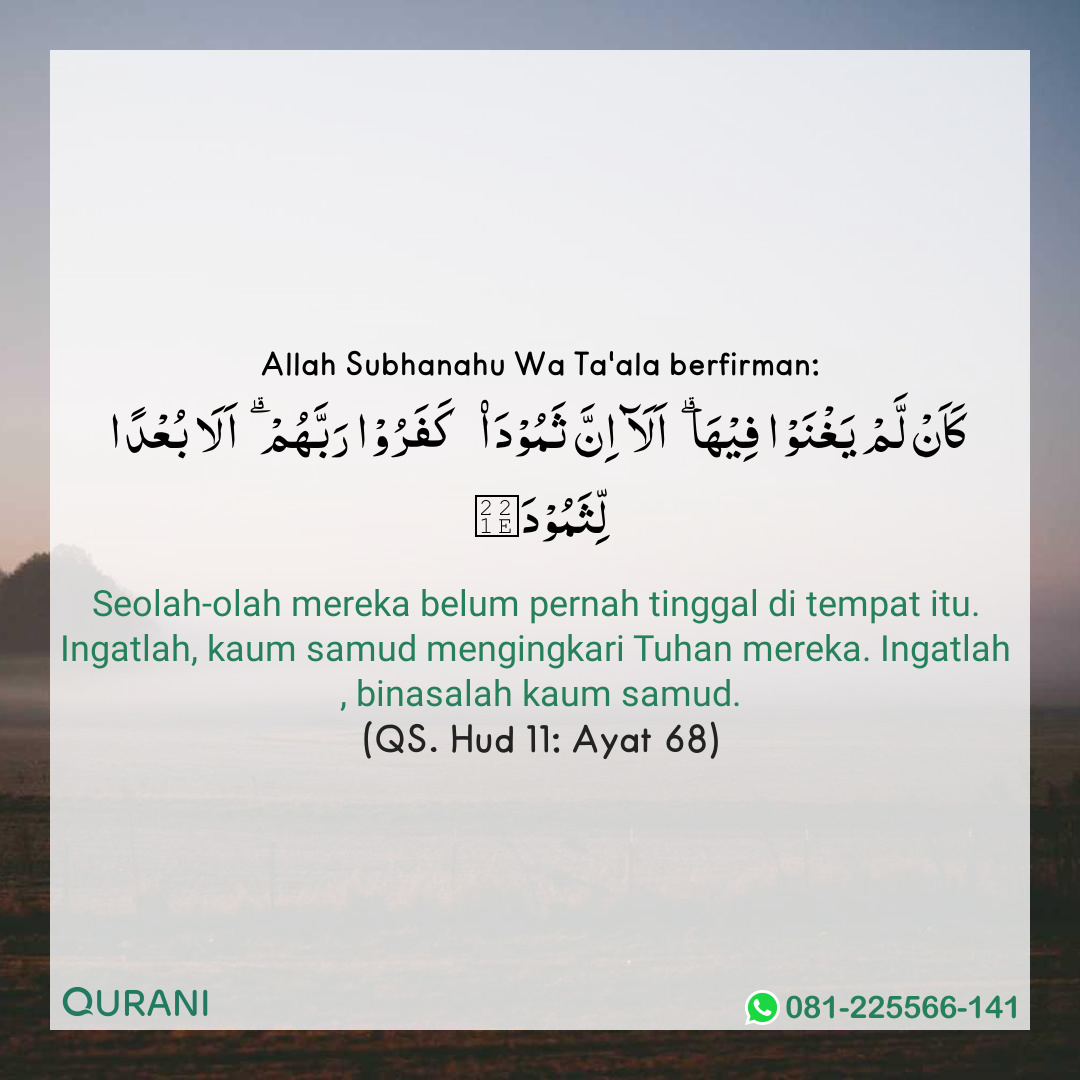 Allah Subhanahu Wa Ta'ala berfirman:
كَاَنْ لَّمْ يَغْنَوْا فِيْهَا ۗ اَلَاۤ اِنَّ ثَمُوْدَا۟ كَفَرُوْا رَبَّهُمْ ۗ اَلَا بُعْدًا
لِّثَمُوْدَ
Seolah-olah mereka belum pernah tinggal di tempat itu.
Ingatlah, kaum samud mengingkari Tuhan mereka. Ingatlah
, binasalah kaum samud.
(QS. Hud 11: Ayat 68)
QURANI
081-225566-141